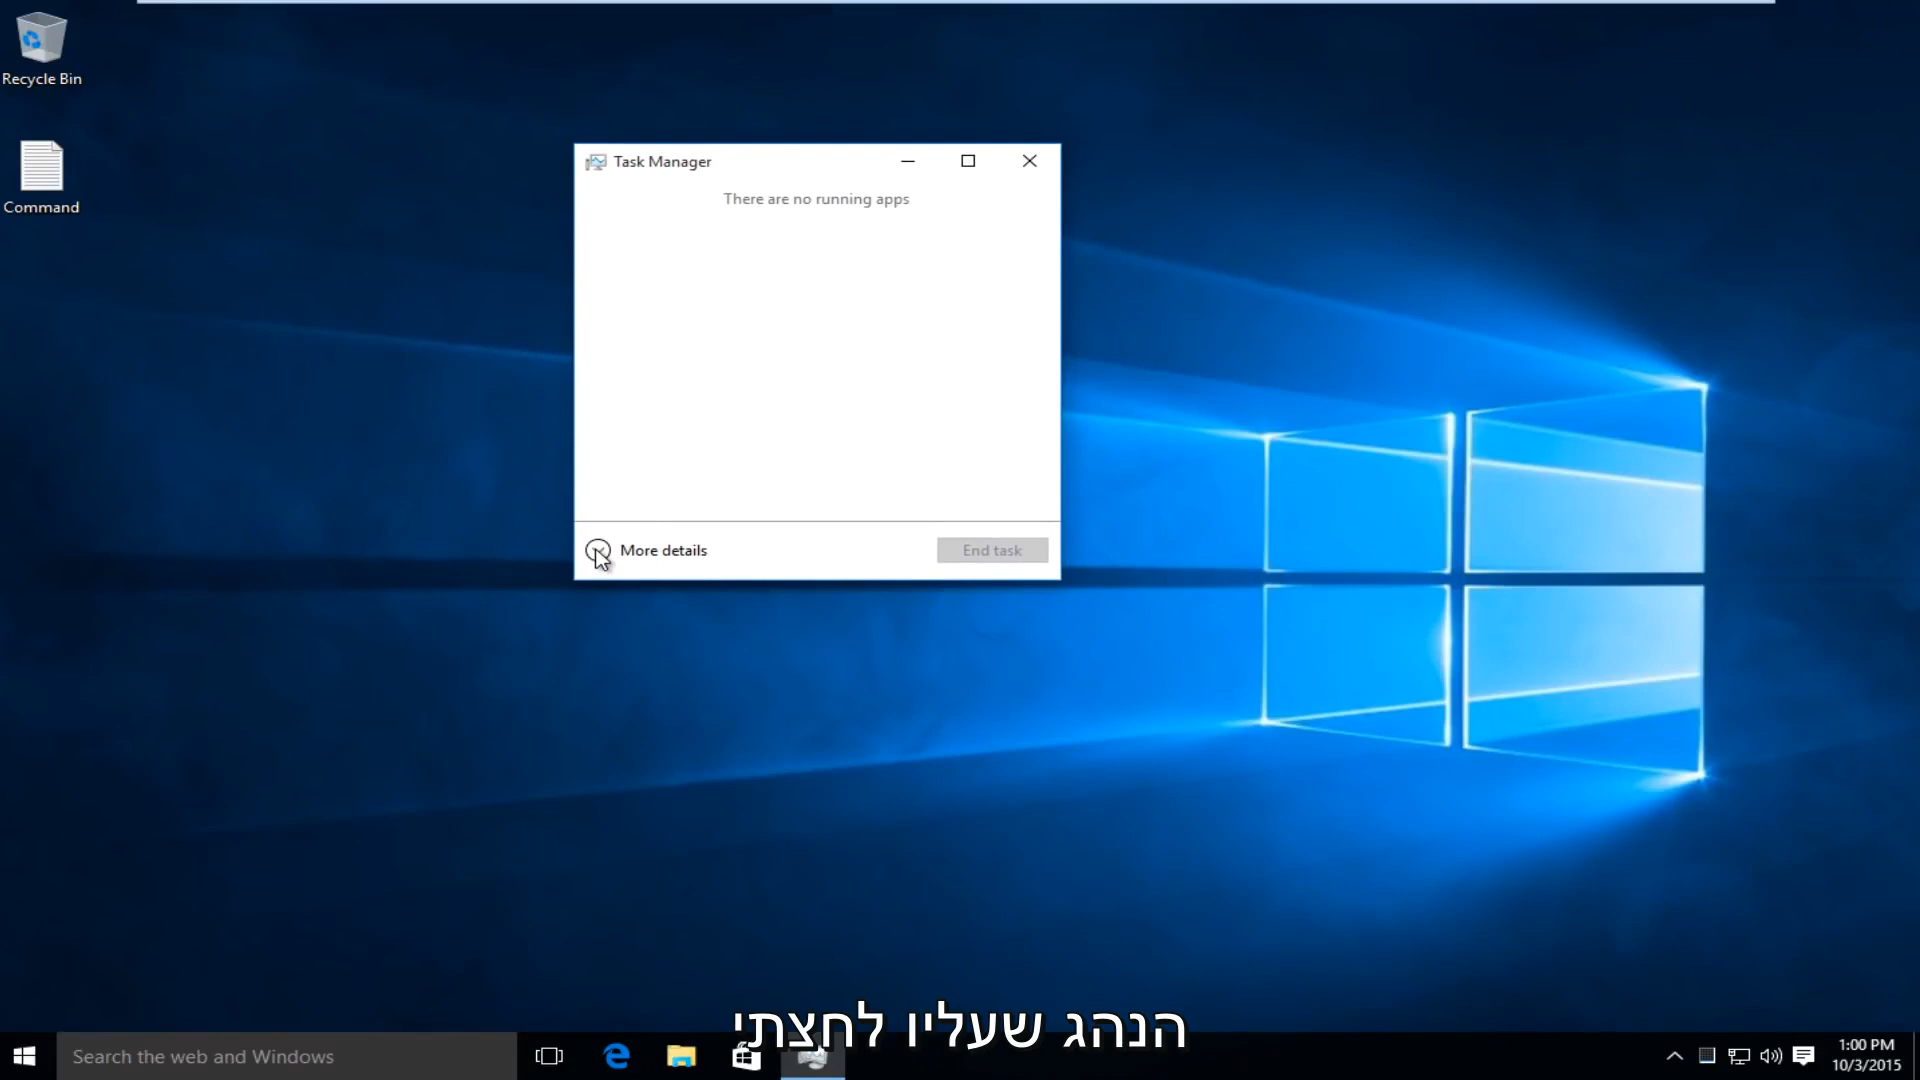 Recycle Bin
Command
Task Manager
There are no running apps
More details
End task
הנהג שעליו לחצתי
Search the web and Windows
1:00 PM
10/3/2015